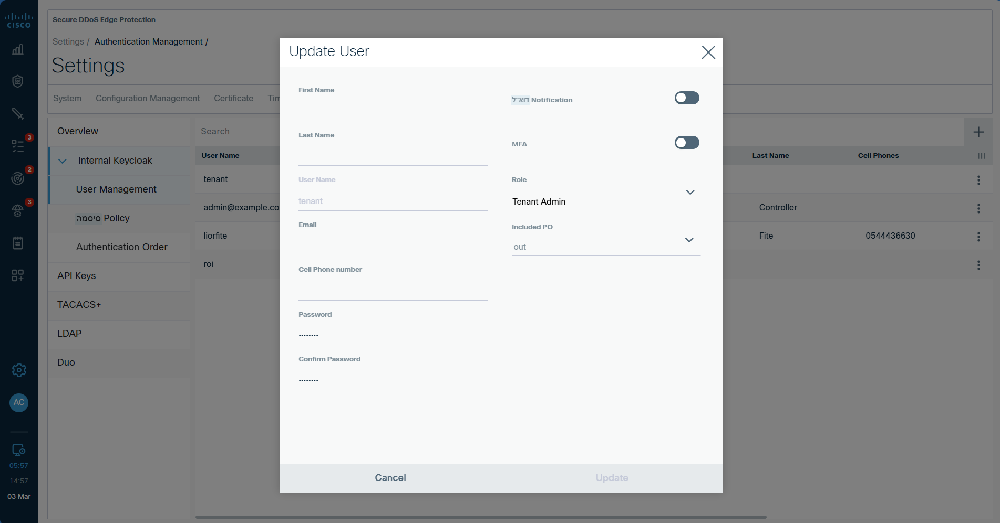 CISCO
Secure DDoS Edge Protection
Settings / Authentication Management /
Settings
System Configuration Management Certificate
Overview
Internal Keycloak
User Management
סיסמה Policy
Authentication Order
API Keys
TACACS+
LDAP
Duo
3
2
3
AC
05:57
14:57
03 Mar
Search
User Name Last Name Cell Phones
tenant
admin@example.co Controller
liorfite Fite 0544436630
roi
Update User
First Name
Last Name
User Name
tenant
Email
Cell Phone number
Password
........
Confirm Password
........
דוא"ל Notification
MFA
Role
Tenant Admin
Included PO
out
Cancel Update